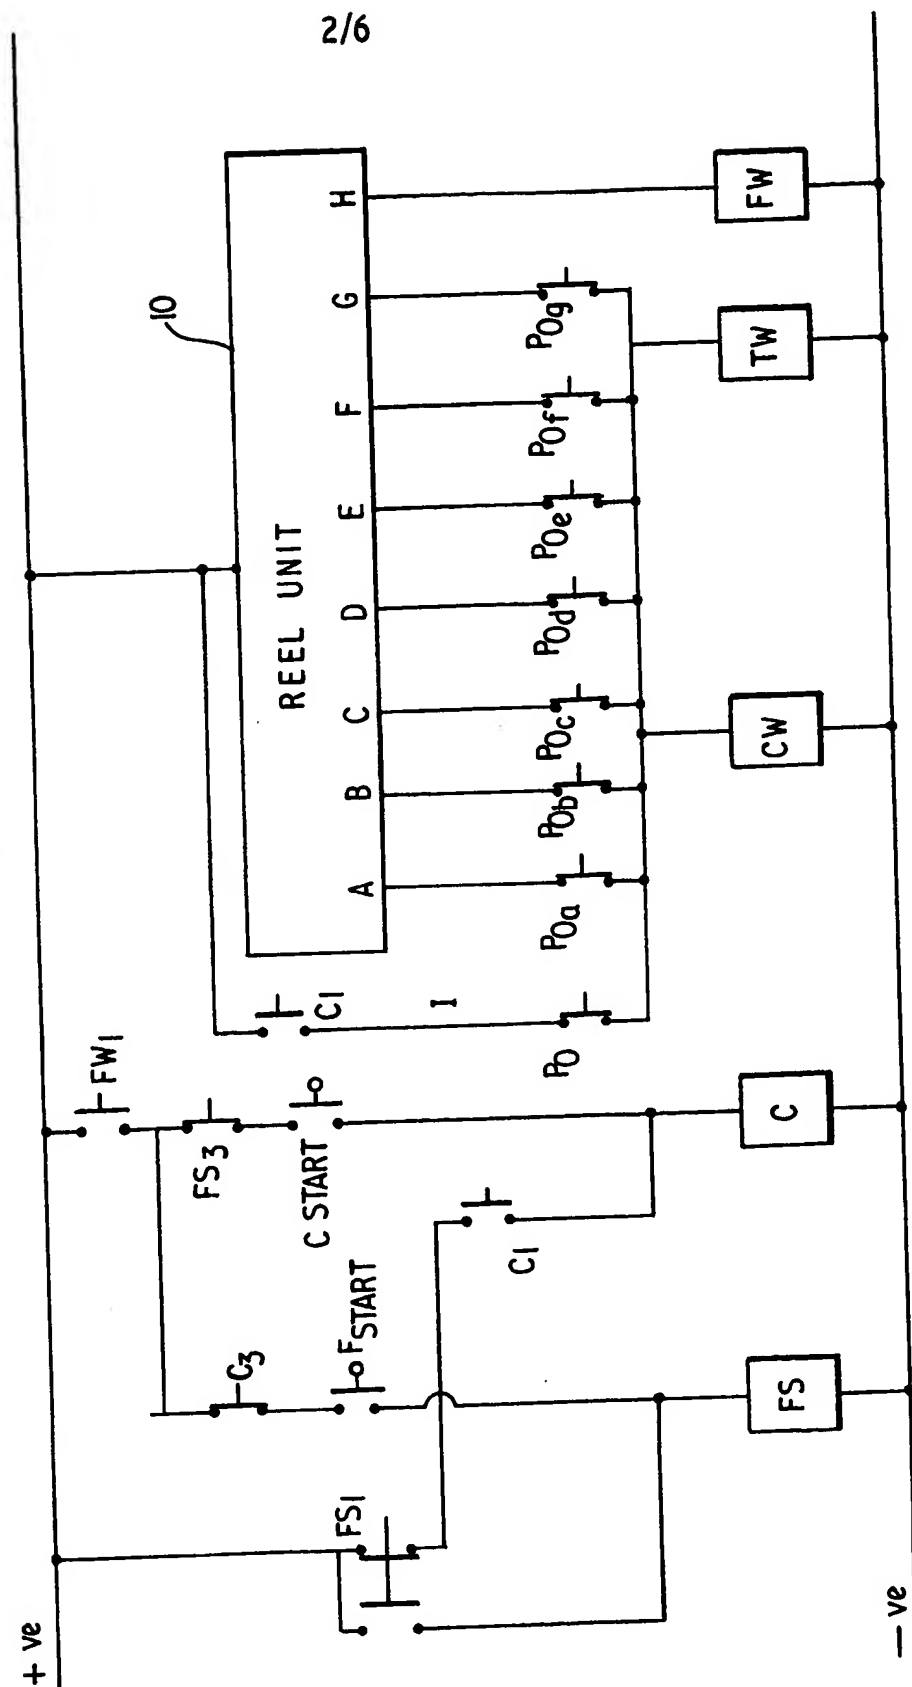 2/6
+ ve
FS1
C3
FSTART
FS3
C START
FW1
C1
C1
I
P0
10
REEL UNIT
A
B
C
D
E
F
G
H
P0a
P0b
P0c
P0d
P0e
P0f
P0g
FS
C
CW
TW
FW
− ve